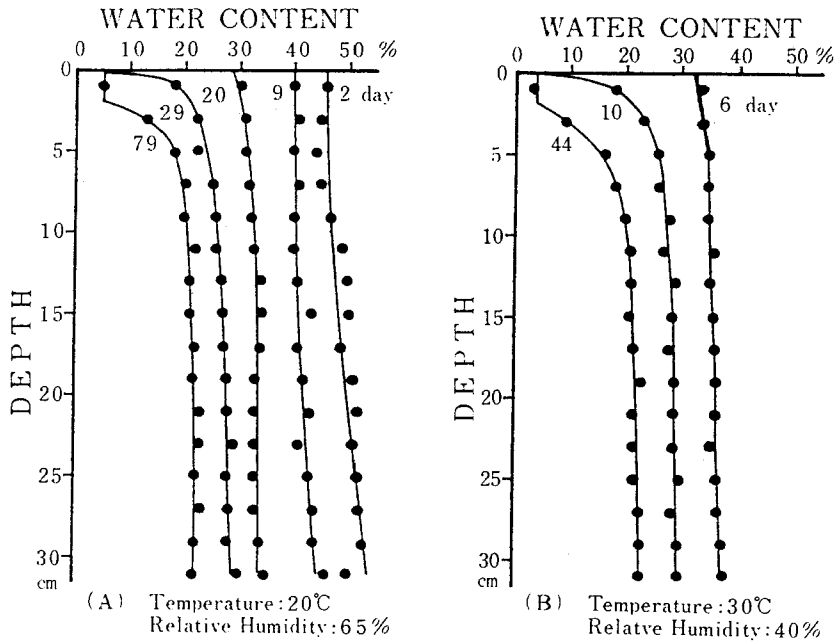 WATER CONTENT
0 10 20 30 40 50 %
0
5
10
15
20
25
30
cm
DEPTH
79
29
20
9
2 day
(A) Temperature:20℃
Relative Humidity:65%
WATER CONTENT
0 10 20 30 40 50 %
0
5
10
15
20
25
30
cm
DEPTH
44
10
6 day
(B) Temperature:30℃
Relative Humidity:40%